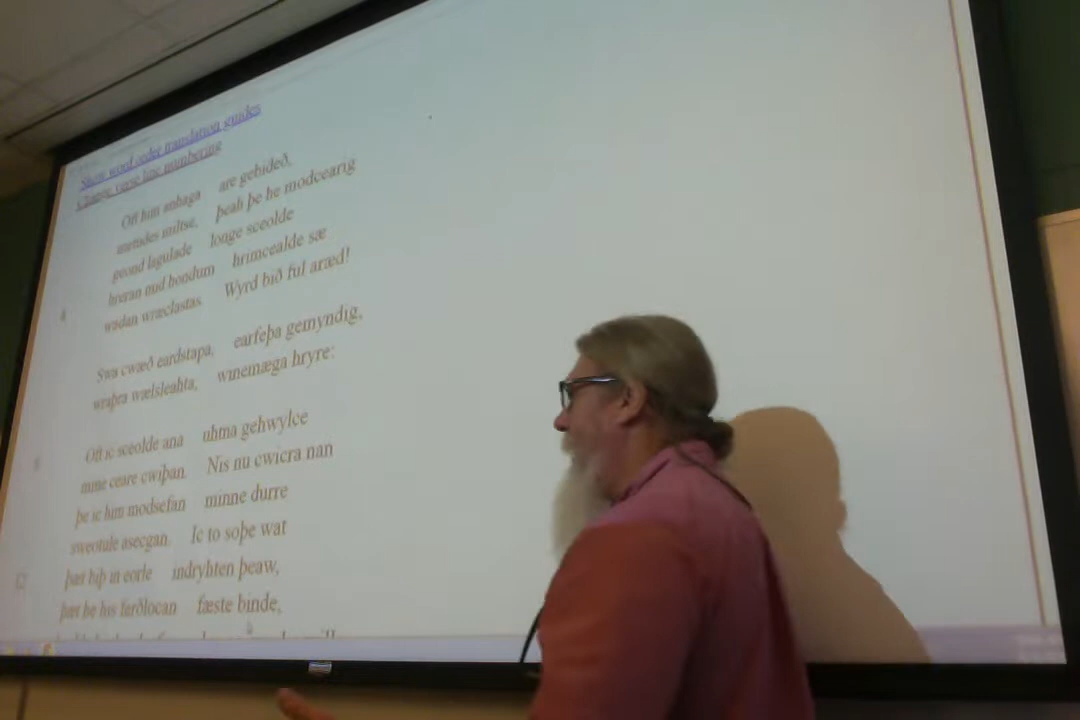 Show word order translation guides
Change verse line numbering
Oft him anhaga are gebideð,
metudes miltse, þeah þe he modcearig
geond lagulade longe sceolde
hreran mid hondum hrimcealde sæ
wadan wræclastas. Wyrd bið ful aræd!
Swa cwæð eardstapa, earfeþa gemyndig,
wraþra wælsleahta, winemæga hryre:
Oft ic sceolde ana uhtna gehwylce
mine ceare cwiþan. Nis nu cwicra nan
þe ic him modsefan minne durre
sweotule asecgan. Ic to soþe wat
þæt biþ in eorle indryhten þeaw,
þæt he his ferðlocan fæste binde,